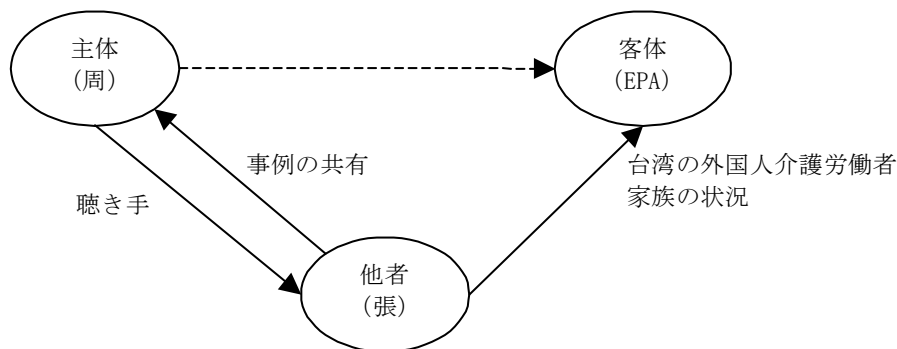 主体
(周)
客体
(EPA)
事例の共有
聴き手
台湾の外国人介護労働者
家族の状況
他者
(張)